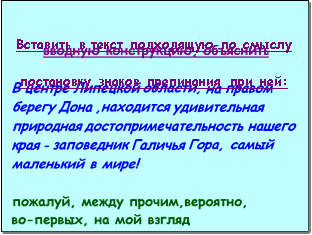 Вставить в текст подходящую по смыслу
вводную конструкцию, объяснить
постановку знаков препинания при ней:
В центре Липецкой области, на правом
берегу Дона ,находится удивительная
природная достопримечательность нашего
края - заповедник Галичья Гора, самый
маленький в мире!
пожалуй, между прочим,вероятно,
во-первых, на мой взгляд